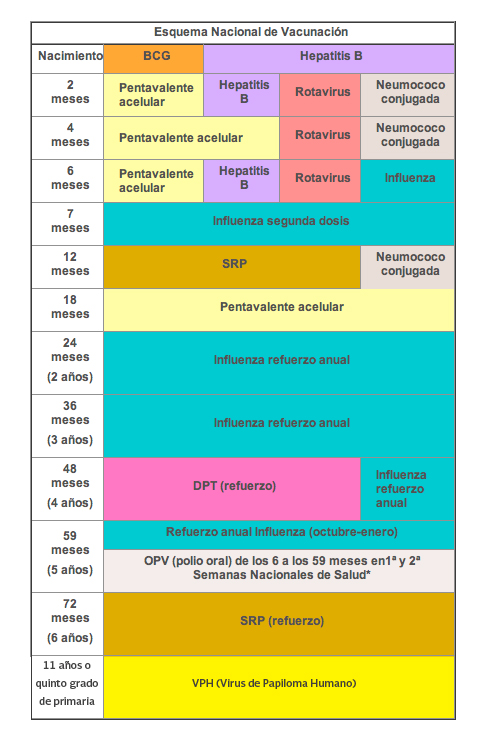 Esquema Nacional de Vacunación
Nacimiento BCG Hepatitis B
2
meses
Pentavalente
acelular
Hepatitis
B
Rotavirus
Neumococo
conjugada
4
meses
Pentavalente acelular
Rotavirus
Neumococo
conjugada
6
meses
Pentavalente
acelular
Hepatitis
B
Rotavirus
Influenza
7
meses
Influenza segunda dosis
12
meses
SRP
Neumococo
conjugada
18
meses
Pentavalente acelular
24
meses
(2 años)
Influenza refuerzo anual
36
meses
(3 años)
Influenza refuerzo anual
48
meses
(4 años)
DPT (refuerzo)
Influenza
refuerzo
anual
59
meses
(5 años)
Refuerzo anual Influenza (octubre-enero)
OPV (polio oral) de los 6 a los 59 meses en1ª y 2ª
Semanas Nacionales de Salud*
72
meses
(6 años)
SRP (refuerzo)
11 años o
quinto grado
de primaria
VPH (Virus de Papiloma Humano)